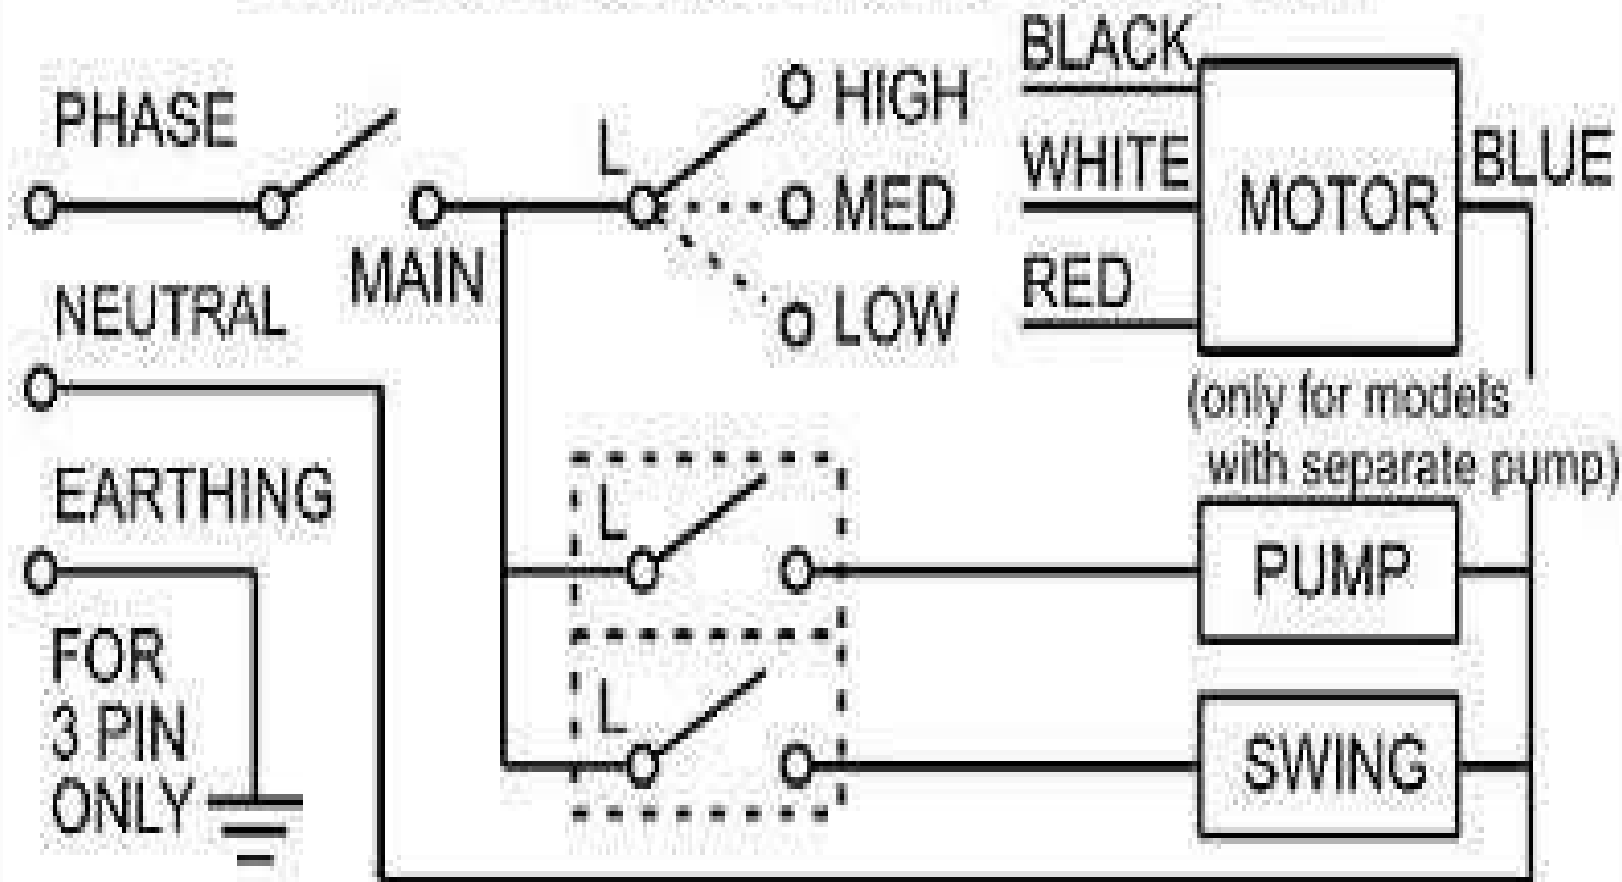 PHASE
MAIN
NEUTRAL
EARTHING
FOR
3 PIN
ONLY
L
HIGH
MED
LOW
BLACK
WHITE
RED
MOTOR
BLUE
(only for models
with separate pump)
L
PUMP
L
SWING